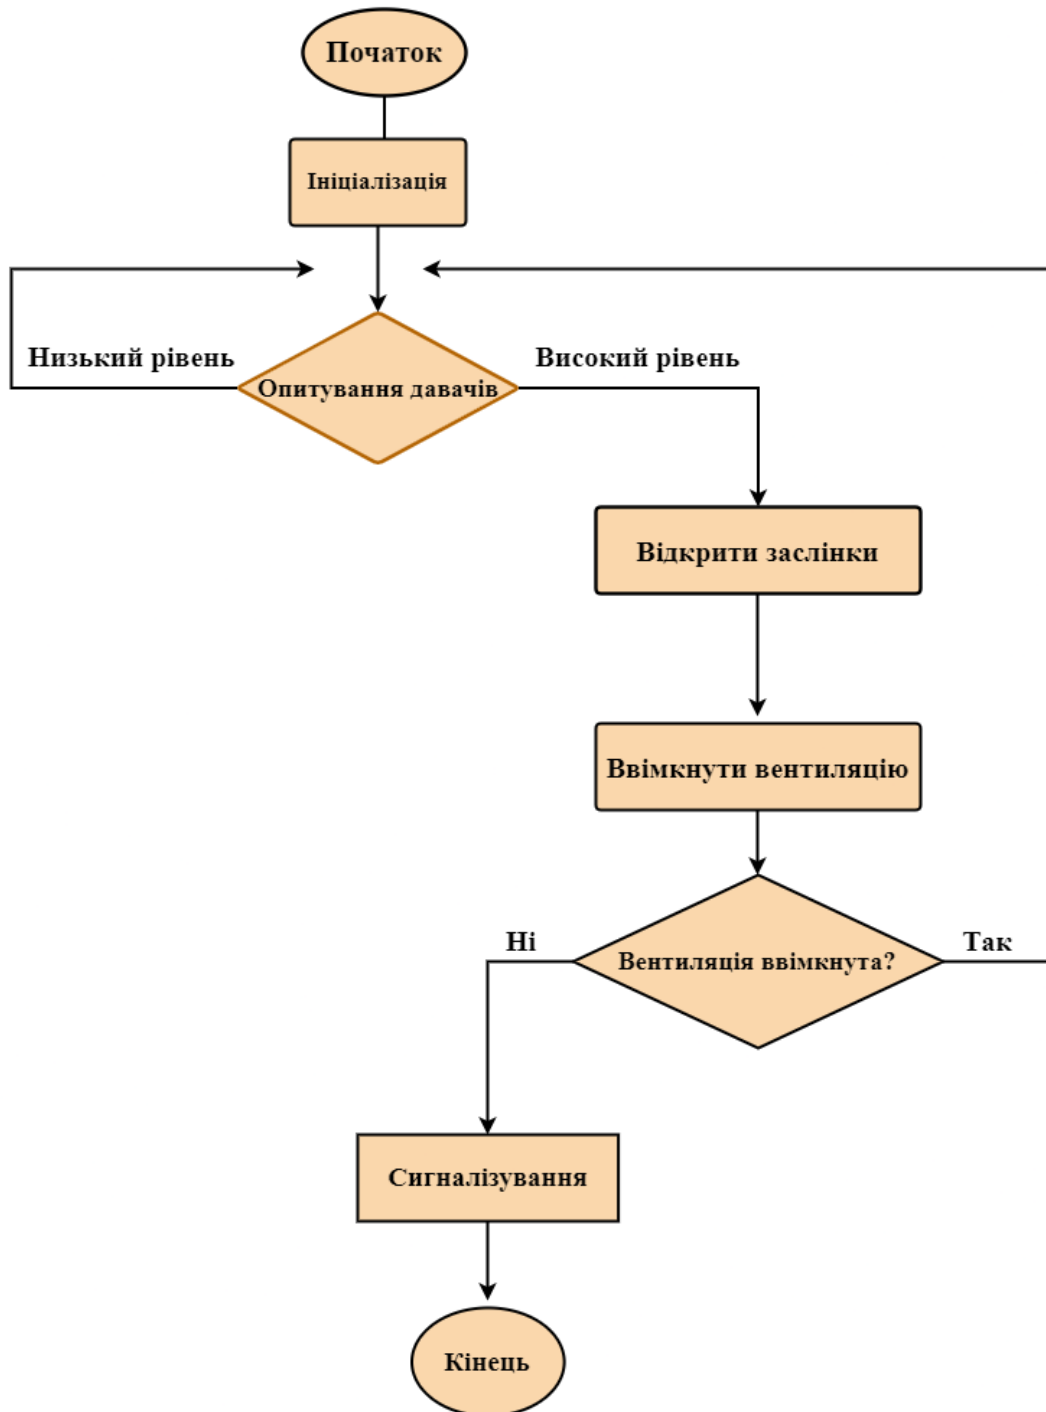 Початок
Ініціалізація
Низький рівень
Високий рівень
Опитування давачів
Відкрити заслінки
Ввімкнути вентиляцію
Ні
Так
Вентиляція ввімкнута?
Сигналізування
Кінець